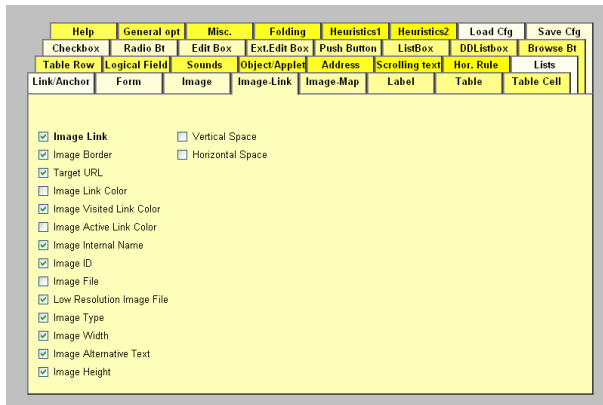 Help General opt Misc. Folding Heuristics1 Heuristics2 Load Cfg Save Cfg
Checkbox Radio Bt Edit Box Ext.Edit Box Push Button ListBox DDListbox Browse Bt
Table Row Logical Field Sounds Object/Applet Address Scrolling text Hor. Rule Lists
Link/Anchor Form Image Image-Link Image-Map Label Table Table Cell
Image Link Vertical Space
Image Border Horizontal Space
Target URL
Image Link Color
Image Visited Link Color
Image Active Link Color
Image Internal Name
Image ID
Image File
Low Resolution Image File
Image Type
Image Width
Image Alternative Text
Image Height